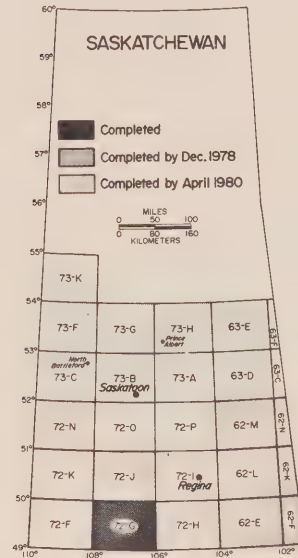 60°
SASKATCHEWAN
59°
58°
Completed
57°
Completed by Dec. 1978
Completed by April 1980
56°
MILES
0 50 100
0 80 160
KILOMETERS
55°
73-K
54°
73-F 73-G 73-H 63-E 63-F
Prince Albert
53°
North Battleford
73-C 73-B 73-A 63-D 63-C
Saskatoon
52°
72-N 72-O 72-P 62-M 62-N
51°
72-K 72-J 72-I 62-L 62-K
Regina
50°
72-F 72-G 72-H 62-E 62-F
49°
110° 108° 106° 104° 102°